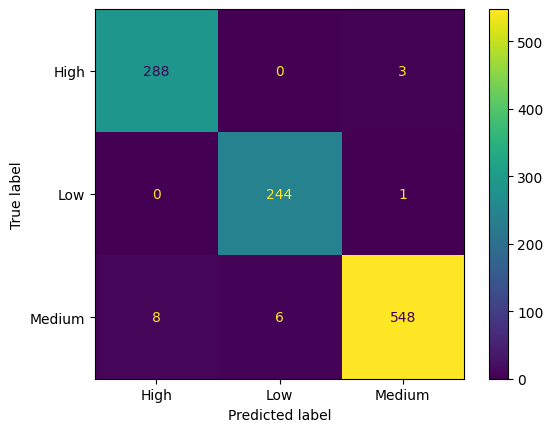 High 288 0 3
Low 0 244 1
Medium 8 6 548
High Low Medium
Predicted label
True label
500
400
300
200
100
0